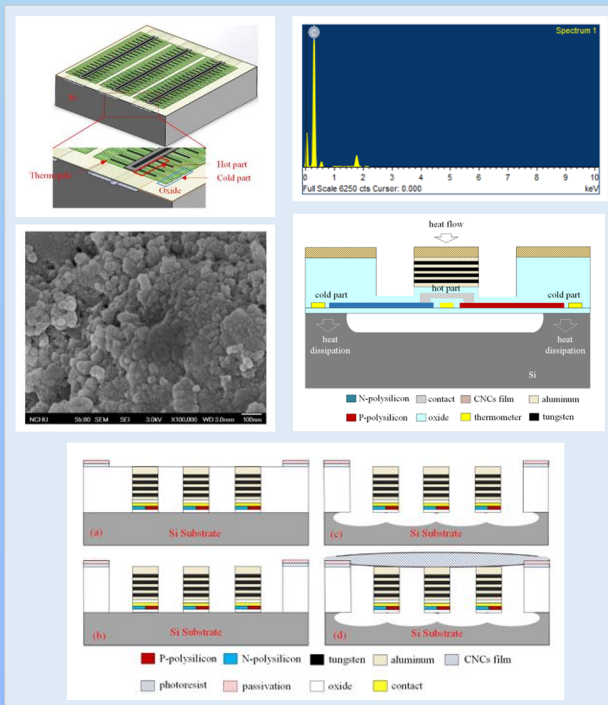 Hot part
Cold part
Oxide
C
Spectrum 1
0 1 2 3 4 5 6 7 8 9 10
Full Scale 6250 cts Cursor: 0.000
keV
NCHU Sb:80 SEM SEI 3.0kV X100,000 WD 3.0mm 100nm
heat flow
hot part
cold part
cold part
heat
dissipation
heat
dissipation
Si
N-polysilicon contact CNCs film aluminum
P-polysilicon oxide thermometer tungsten
(a) Si Substrate
(c) Si Substrate
(b) Si Substrate
(d) Si Substrate
P-polysilicon N-polysilicon tungsten aluminum CNCs film
photoresist passivation oxide contact